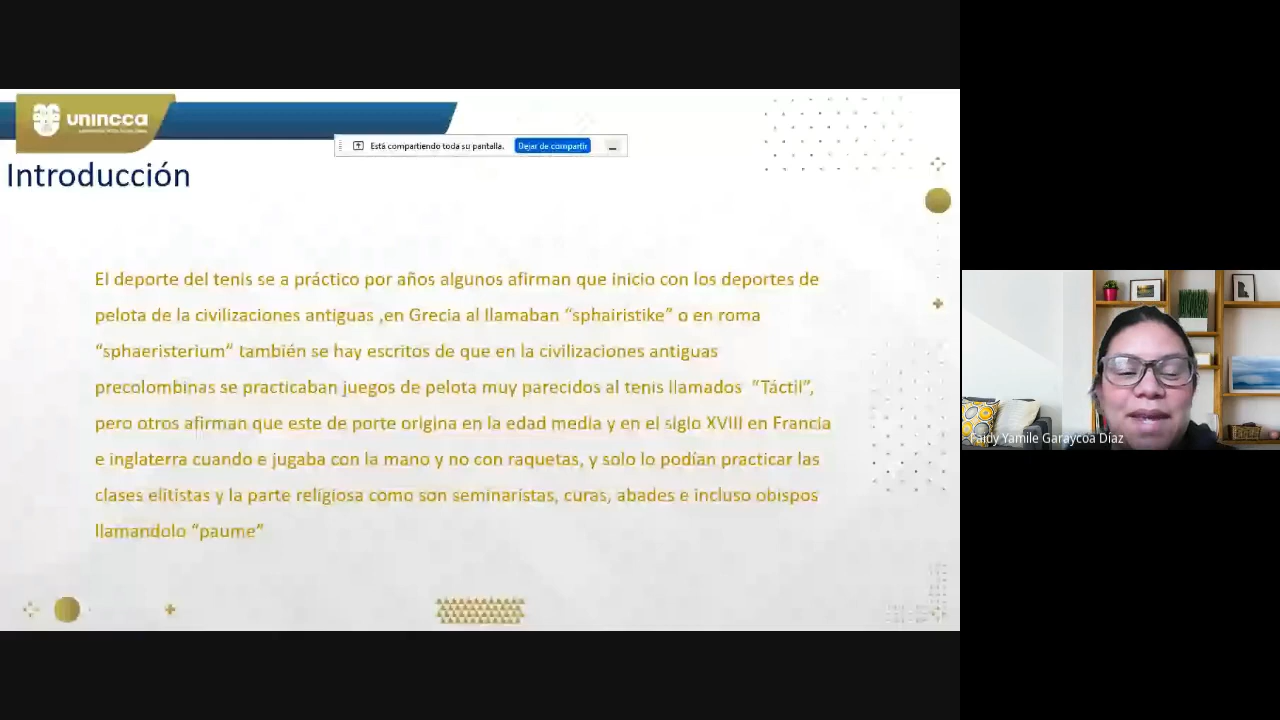 unincca
Está compartiendo toda su pantalla. Dejar de compartir
Introducción
El deporte del tenis se a práctico por años algunos afirman que inicio con los deportes de
pelota de la civilizaciones antiguas ,en Grecia al llamaban “sphairistike” o en roma
“sphaeristerium” también se hay escritos de que en la civilizaciones antiguas
precolombinas se practicaban juegos de pelota muy parecidos al tenis llamados “Táctil”,
pero otros afirman que este de porte origina en la edad media y en el siglo XVIII en Francia
e inglaterra cuando e jugaba con la mano y no con raquetas, y solo lo podían practicar las
clases elitistas y la parte religiosa como son seminaristas, curas, abades e incluso obispos
llamandolo “paume”
Faidy Yamile Garaycoa Díaz